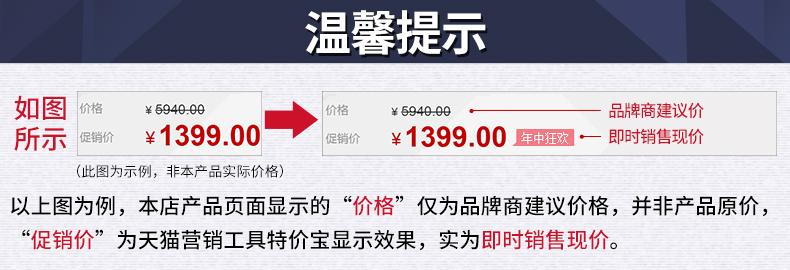 温馨提示
如图
所示
价格 ¥ 5940.00
促销价 ¥ 1399.00
价格 ¥ 5940.00 品牌商建议价
促销价 ¥ 1399.00 年中狂欢 即时销售现价
(此图为示例,非本产品实际价格)
以上图为例,本店产品页面显示的“价格”仅为品牌商建议价格,并非产品原价,
“促销价”为天猫营销工具特价宝显示效果,实为即时销售现价。